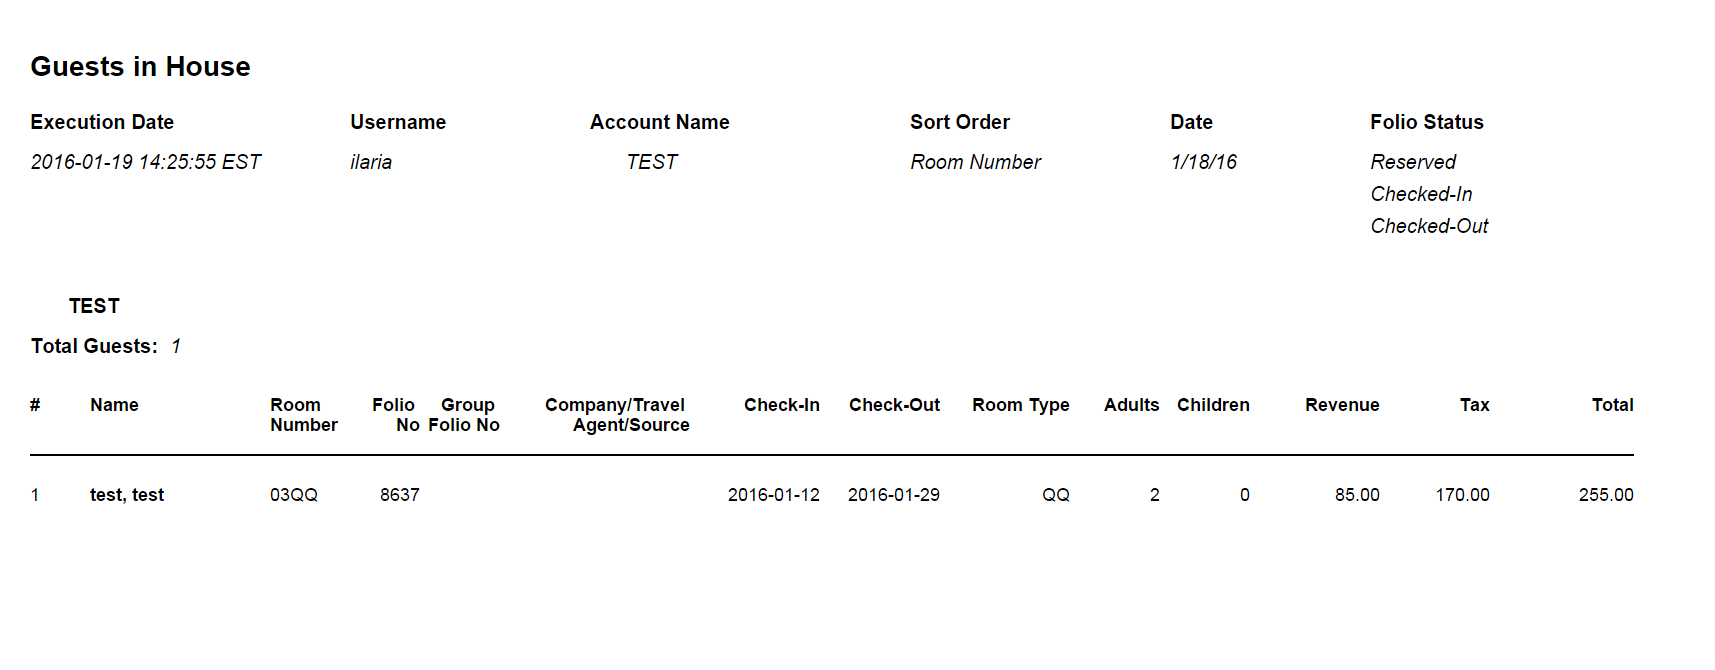 Guests in House
Execution Date Username Account Name Sort Order Date Folio Status
2016-01-19 14:25:55 EST ilaria TEST Room Number 1/18/16 Reserved
Checked-In
Checked-Out
TEST
Total Guests: 1
# Name Room Folio Group Company/Travel Check-In Check-Out Room Type Adults Children Revenue Tax Total
Number No Folio No Agent/Source
1 test, test 03QQ 8637 2016-01-12 2016-01-29 QQ 2 0 85.00 170.00 255.00